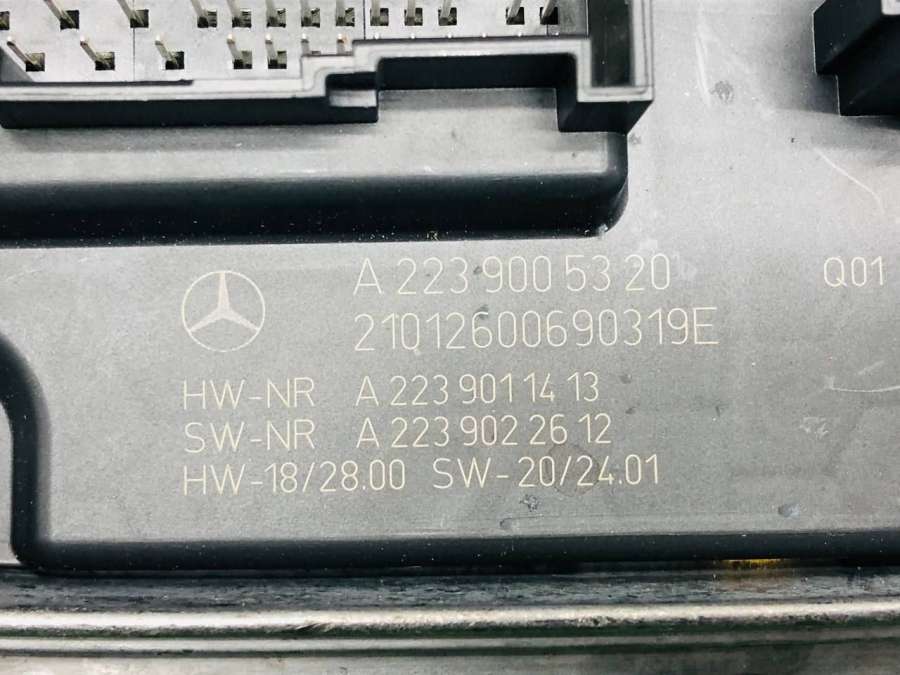 A 223 900 53 20
Q01
21012600690319E
HW-NR A 223 901 14 13
SW-NR A 223 902 26 12
HW-18/28.00 SW-20/24.01